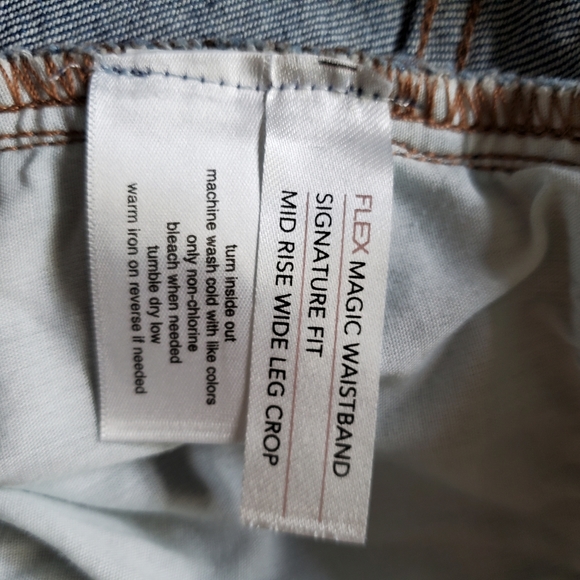 FLEX MAGIC WAISTBAND
SIGNATURE FIT
MID RISE WIDE LEG CROP
turn inside out
machine wash cold with like colors
only non-chlorine
bleach when needed
tumble dry low
warm iron on reverse if needed